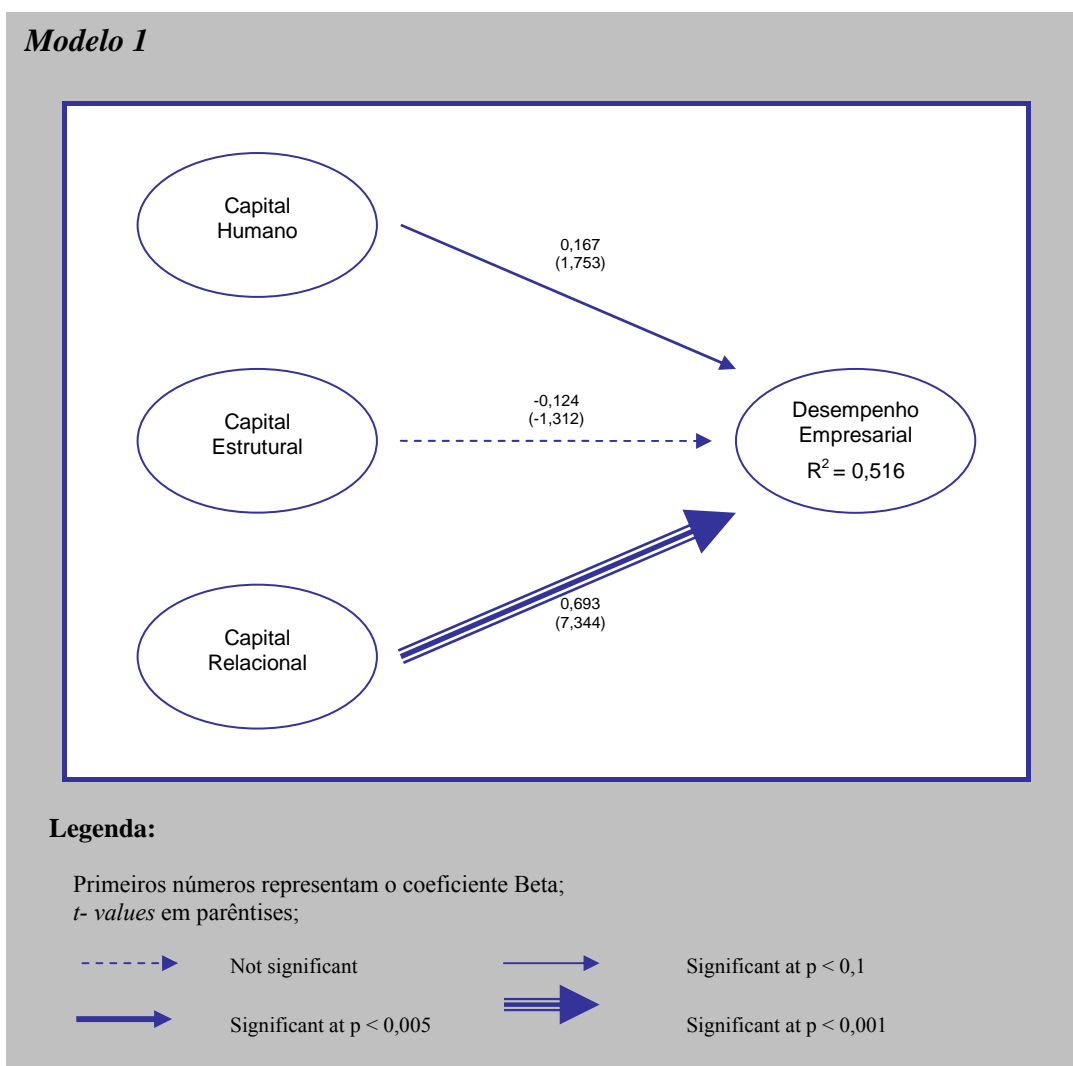 Modelo 1
Capital
Humano
0,167
(1,753)
Capital
Estrutural
-0,124
(-1,312)
Desempenho
Empresarial
R² = 0,516
Capital
Relacional
0,693
(7,344)
Legenda:
Primeiros números representam o coeficiente Beta;
t- values em parêntises;
Not significant
Significant at p < 0,1
Significant at p < 0,005
Significant at p < 0,001